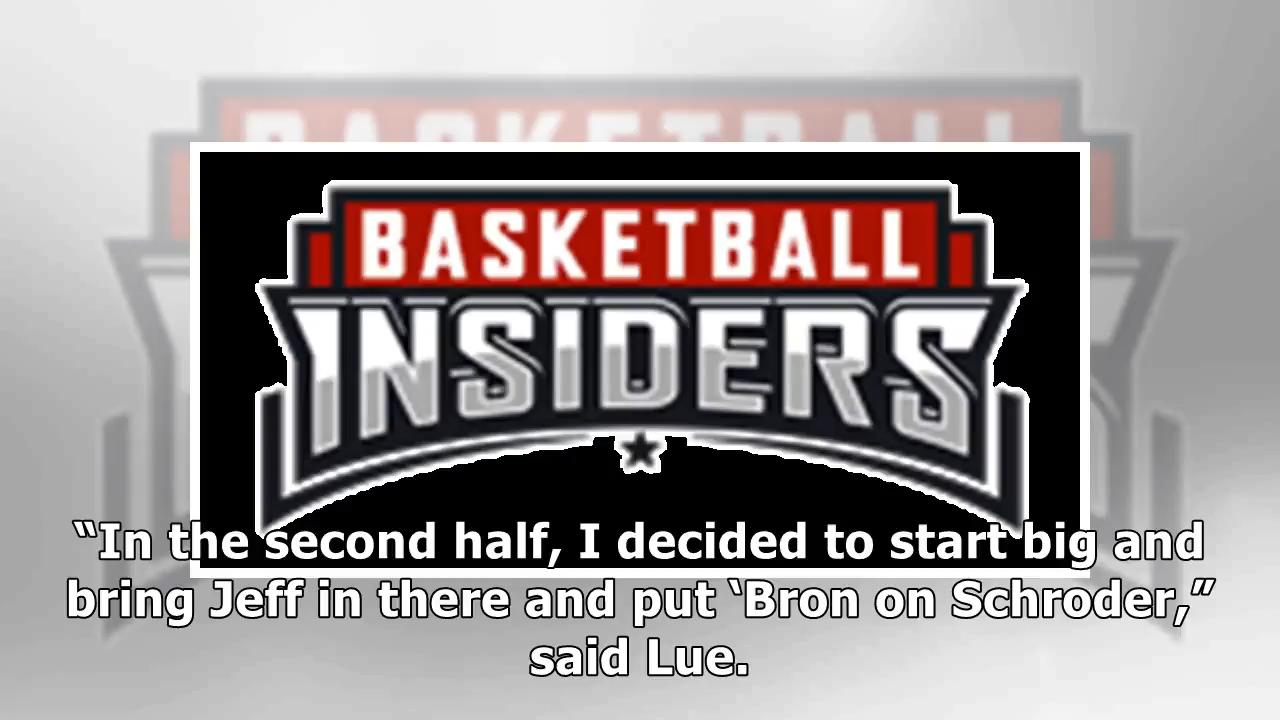 BASKETBALL
BASKETBALL
INSIDERS
“In the second half, I decided to start big and
bring Jeff in there and put ‘Bron on Schroder,”
said Lue.